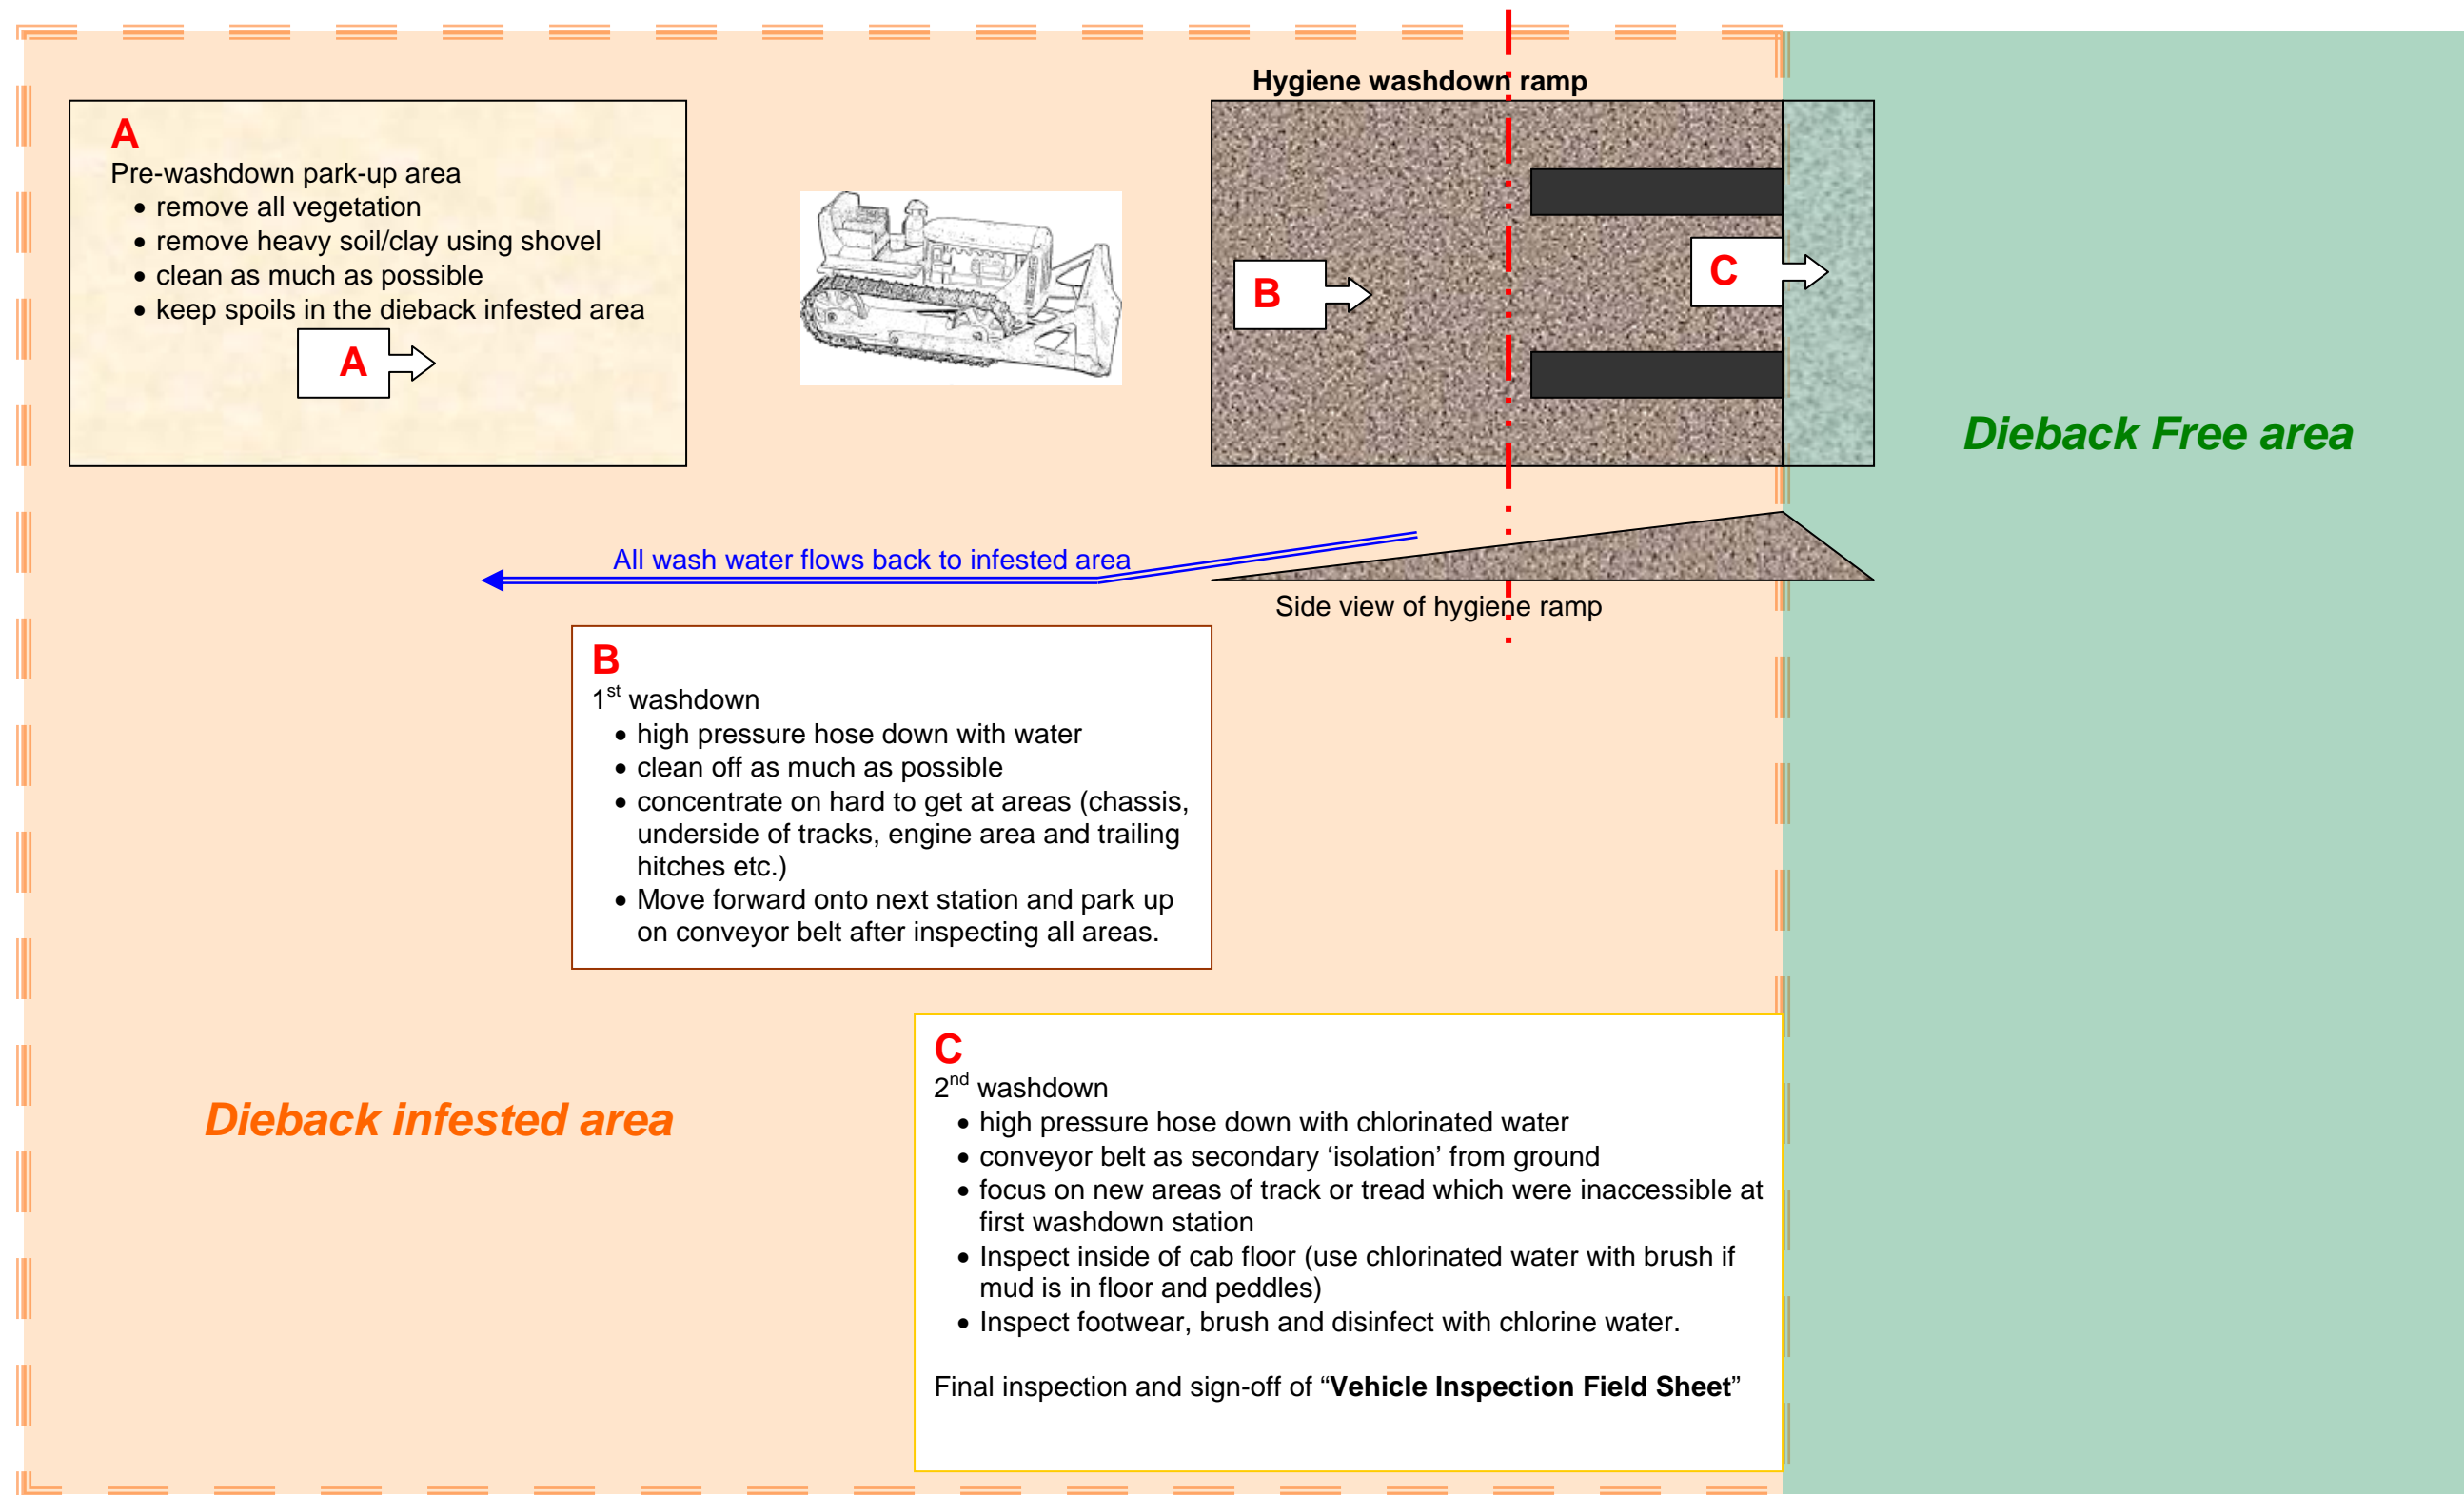 Hygiene washdown ramp
A
Pre-washdown park-up area
• remove all vegetation
• remove heavy soil/clay using shovel
• clean as much as possible
• keep spoils in the dieback infested area
A
B
C
Dieback Free area
All wash water flows back to infested area
Side view of hygiene ramp
B
1st washdown
• high pressure hose down with water
• clean off as much as possible
• concentrate on hard to get at areas (chassis,
underside of tracks, engine area and trailing
hitches etc.)
• Move forward onto next station and park up
on conveyor belt after inspecting all areas.
Dieback infested area
C
2nd washdown
• high pressure hose down with chlorinated water
• conveyor belt as secondary ‘isolation’ from ground
• focus on new areas of track or tread which were inaccessible at
first washdown station
• Inspect inside of cab floor (use chlorinated water with brush if
mud is in floor and peddles)
• Inspect footwear, brush and disinfect with chlorine water.
Final inspection and sign-off of “Vehicle Inspection Field Sheet”